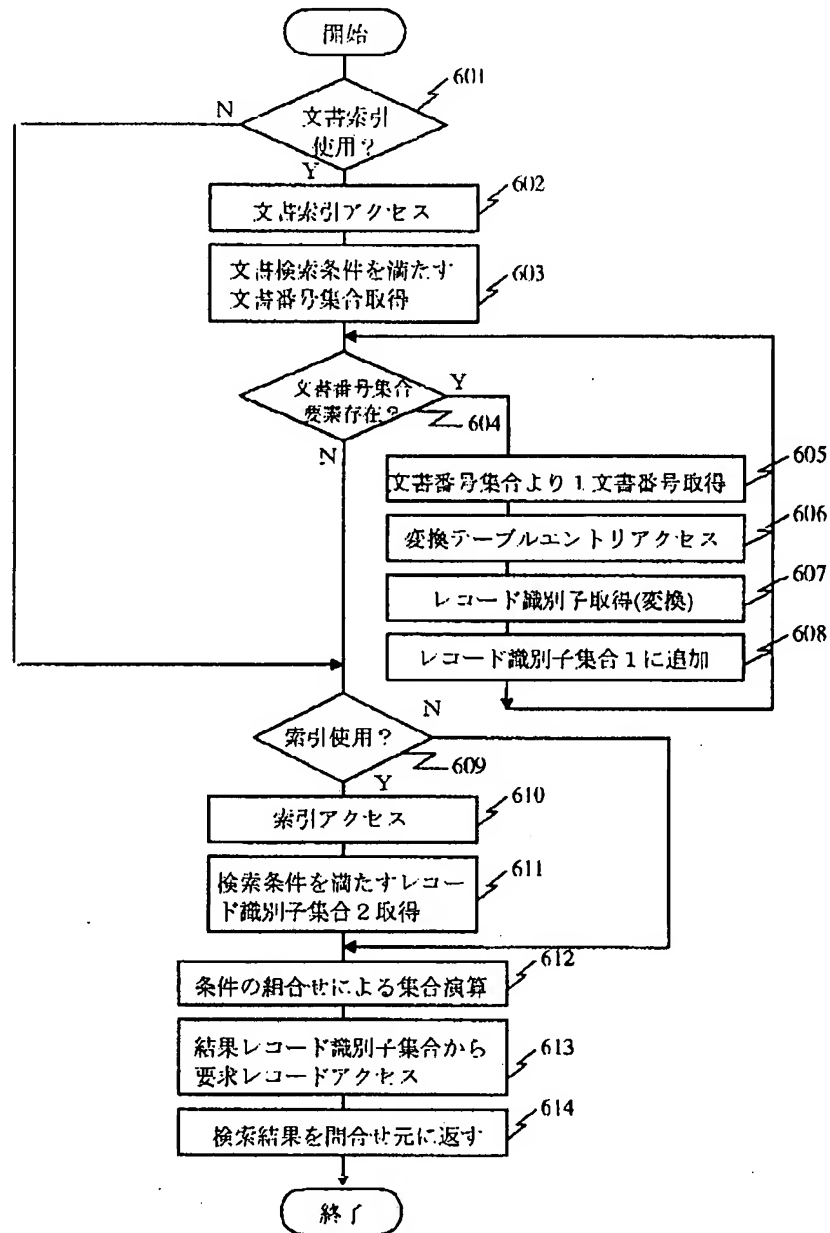 開始
601
N
文書索引
使用?
Y
602
文書索引アクセス
603
文書検索条件を満たす
文書番号集合取得
文書番号集合
要素存在?
Y
604
N
605
文書番号集合より1文書番号取得
606
変換テーブルエントリアクセス
607
レコード識別子取得(変換)
608
レコード識別子集合1に追加
N
索引使用?
609
Y
610
索引アクセス
611
検索条件を満たすレコー
ド識別子集合2取得
612
条件の組合せによる集合演算
613
結果レコード識別子集合から
要求レコードアクセス
614
検索結果を問合せ元に返す
終了